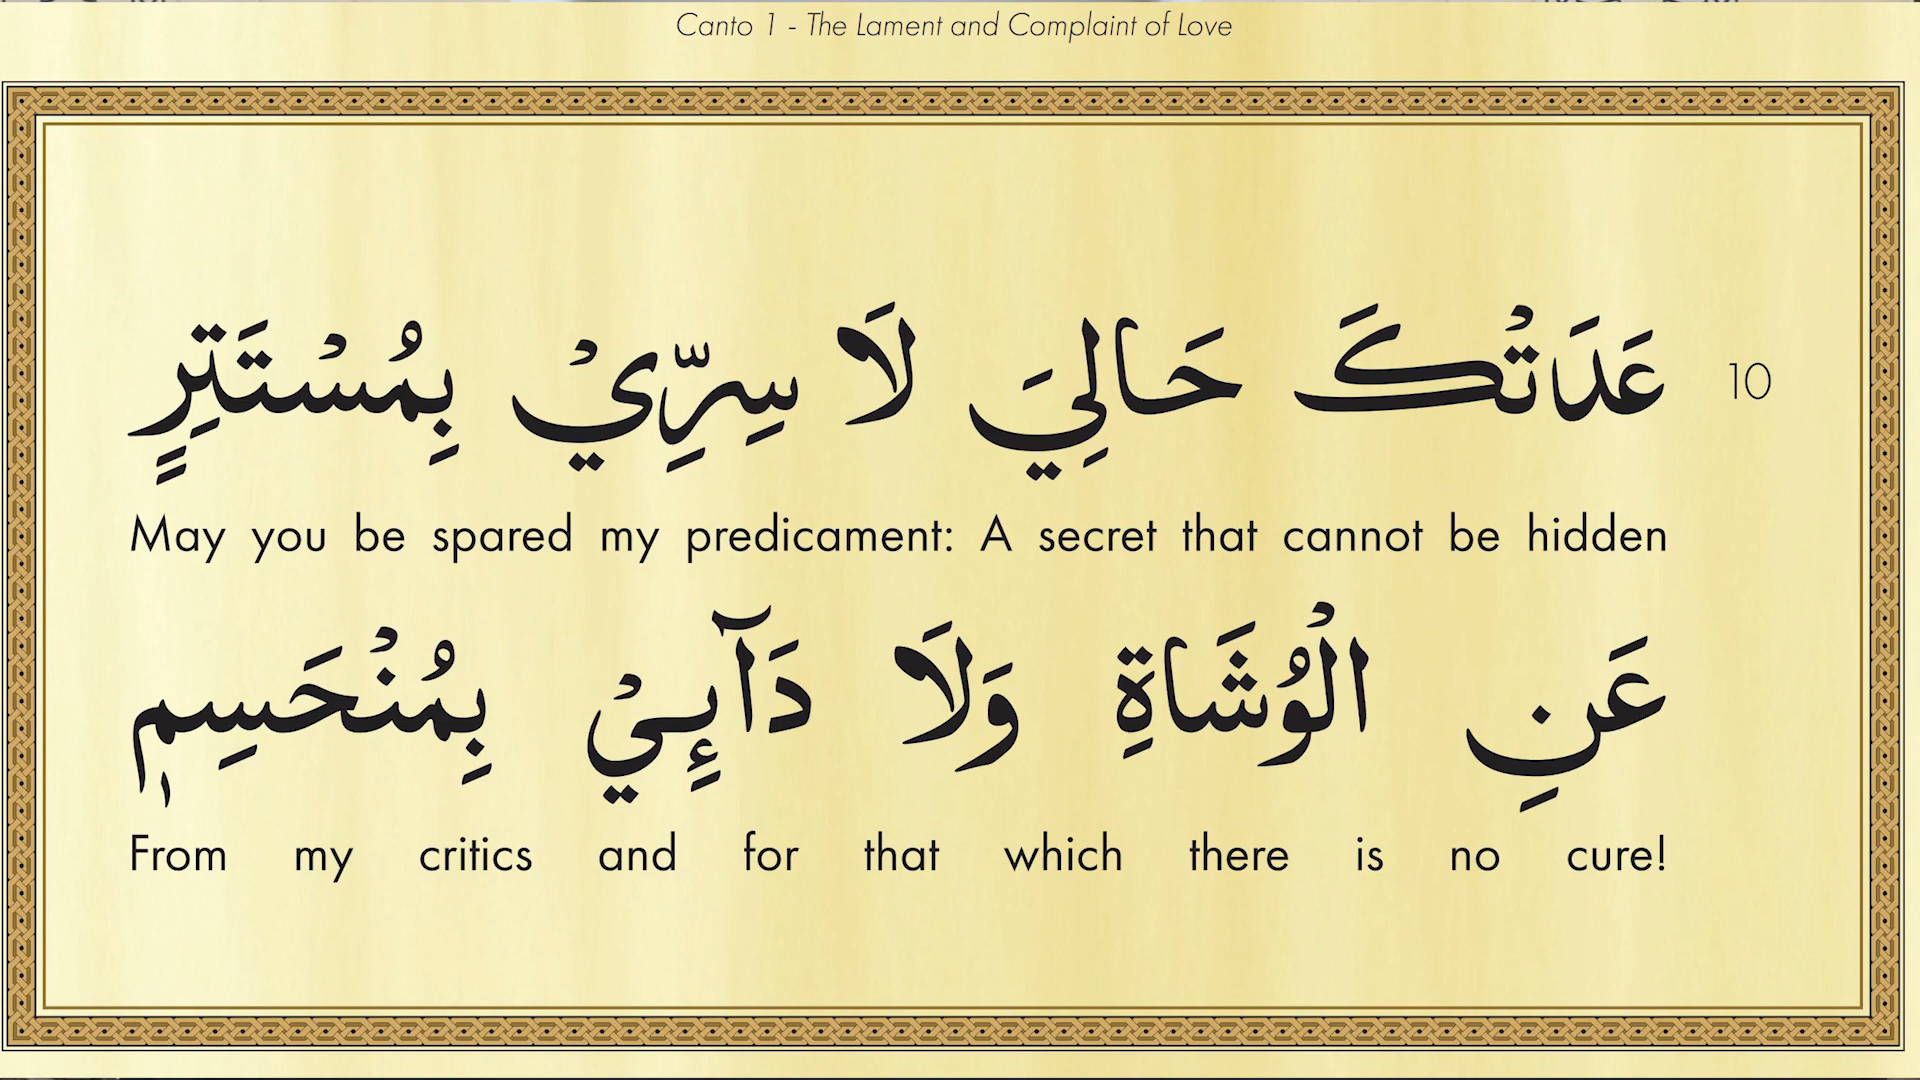 Canto 1 - The Lament and Complaint of Love
10
عَدَتْكَ حَالِيَ لَا سِرِّيْ بِمُسْتَتِرٍ
May you be spared my predicament: A secret that cannot be hidden
عَنِ الْوُشَاةِ وَلَا دَآئِيْ بِمُنْحَسِمٖ
From my critics and for that which there is no cure!